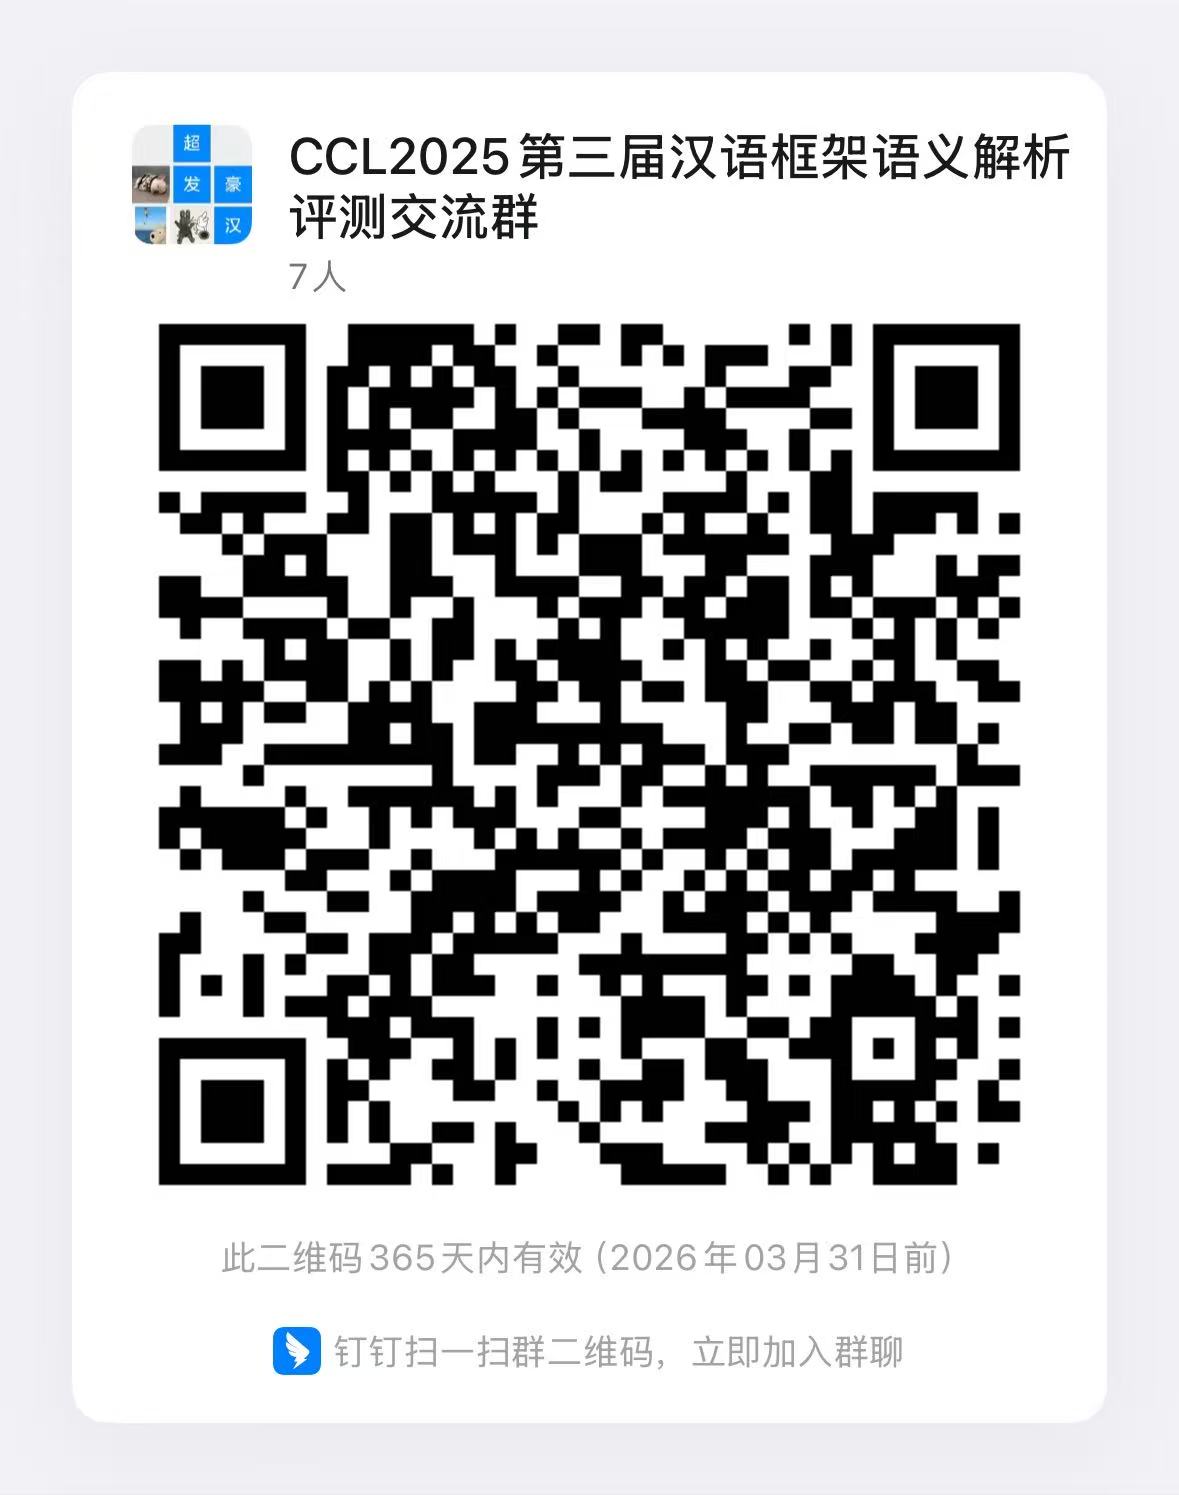 超
发 豪
汉
CCL2025第三届汉语框架语义解析
评测交流群
7人
此二维码365天内有效（2026年03月31日前）
钉钉扫一扫群二维码，立即加入群聊